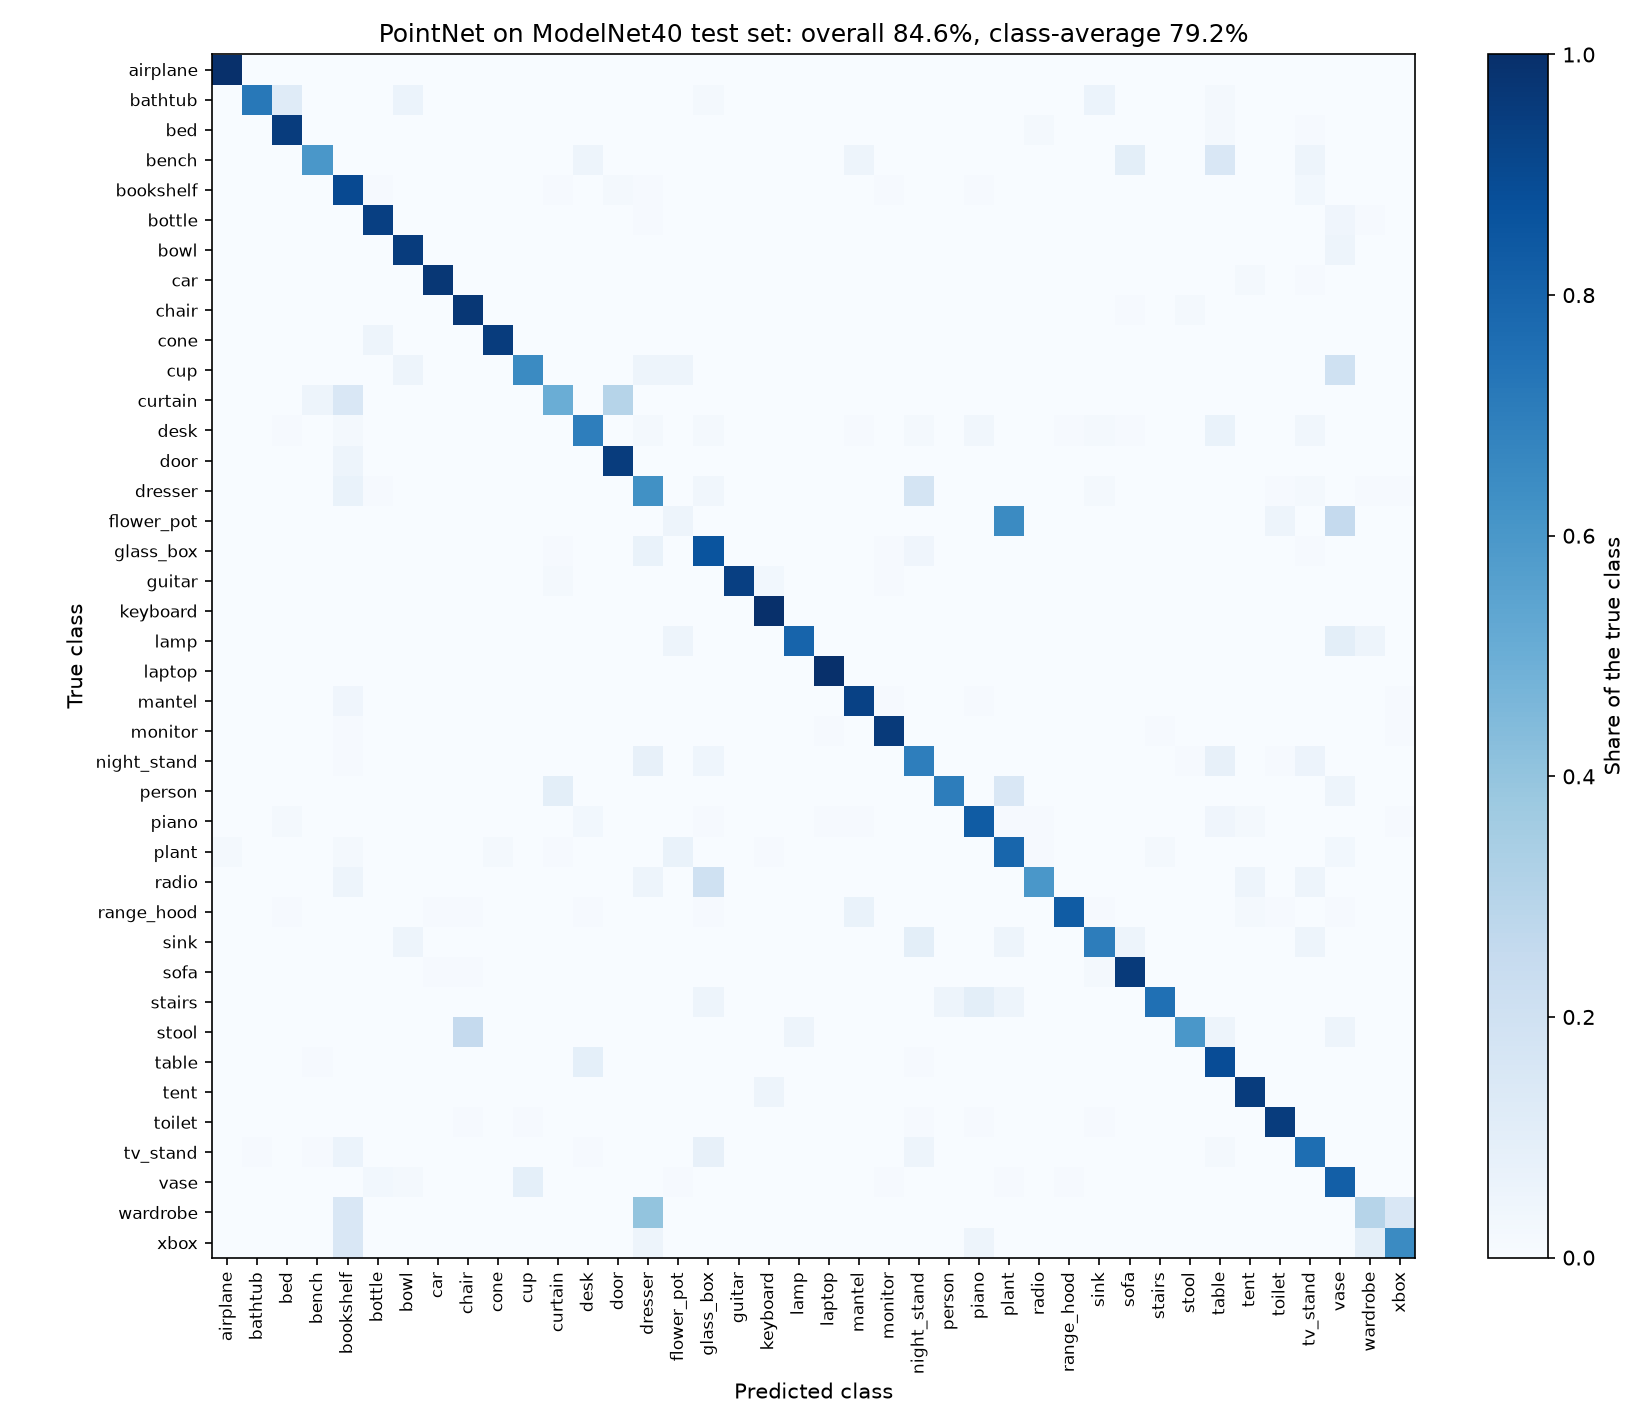 PointNet on ModelNet40 test set: overall 84.6%, class-average 79.2%
True class
airplane
bathtub
bed
bench
bookshelf
bottle
bowl
car
chair
cone
cup
curtain
desk
door
dresser
flower_pot
glass_box
guitar
keyboard
lamp
laptop
mantel
monitor
night_stand
person
piano
plant
radio
range_hood
sink
sofa
stairs
stool
table
tent
toilet
tv_stand
vase
wardrobe
xbox
airplane
bathtub
bed
bench
bookshelf
bottle
bowl
car
chair
cone
cup
curtain
desk
door
dresser
flower_pot
glass_box
guitar
keyboard
lamp
laptop
mantel
monitor
night_stand
person
piano
plant
radio
range_hood
sink
sofa
stairs
stool
table
tent
toilet
tv_stand
vase
wardrobe
xbox
Predicted class
1.0
0.8
0.6
0.4
0.2
0.0
Share of the true class